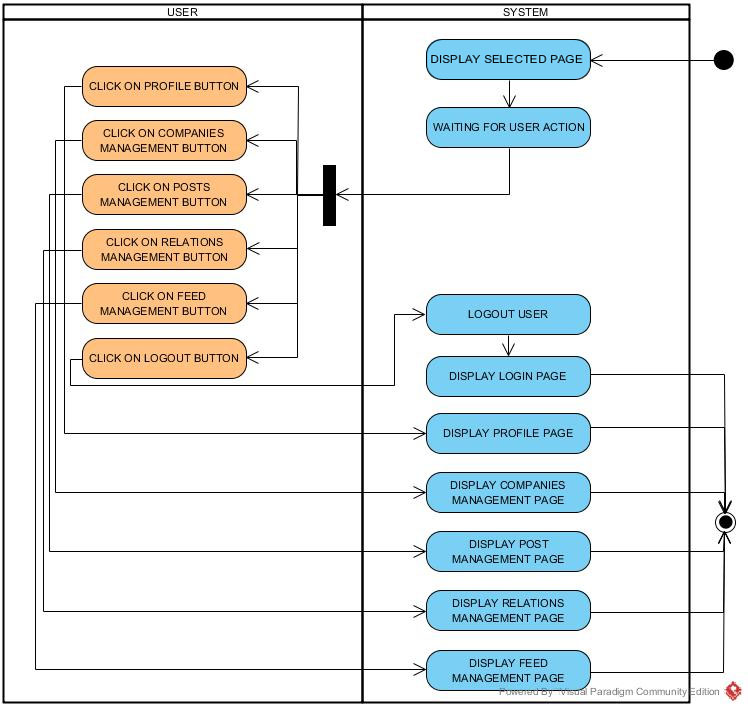 USER
SYSTEM
DISPLAY SELECTED PAGE
WAITING FOR USER ACTION
CLICK ON PROFILE BUTTON
CLICK ON COMPANIES
MANAGEMENT BUTTON
CLICK ON POSTS
MANAGEMENT BUTTON
CLICK ON RELATIONS
MANAGEMENT BUTTON
CLICK ON FEED
MANAGEMENT BUTTON
CLICK ON LOGOUT BUTTON
LOGOUT USER
DISPLAY LOGIN PAGE
DISPLAY PROFILE PAGE
DISPLAY COMPANIES
MANAGEMENT PAGE
DISPLAY POST
MANAGEMENT PAGE
DISPLAY RELATIONS
MANAGEMENT PAGE
DISPLAY FEED
MANAGEMENT PAGE
Powered By Visual Paradigm Community Edition